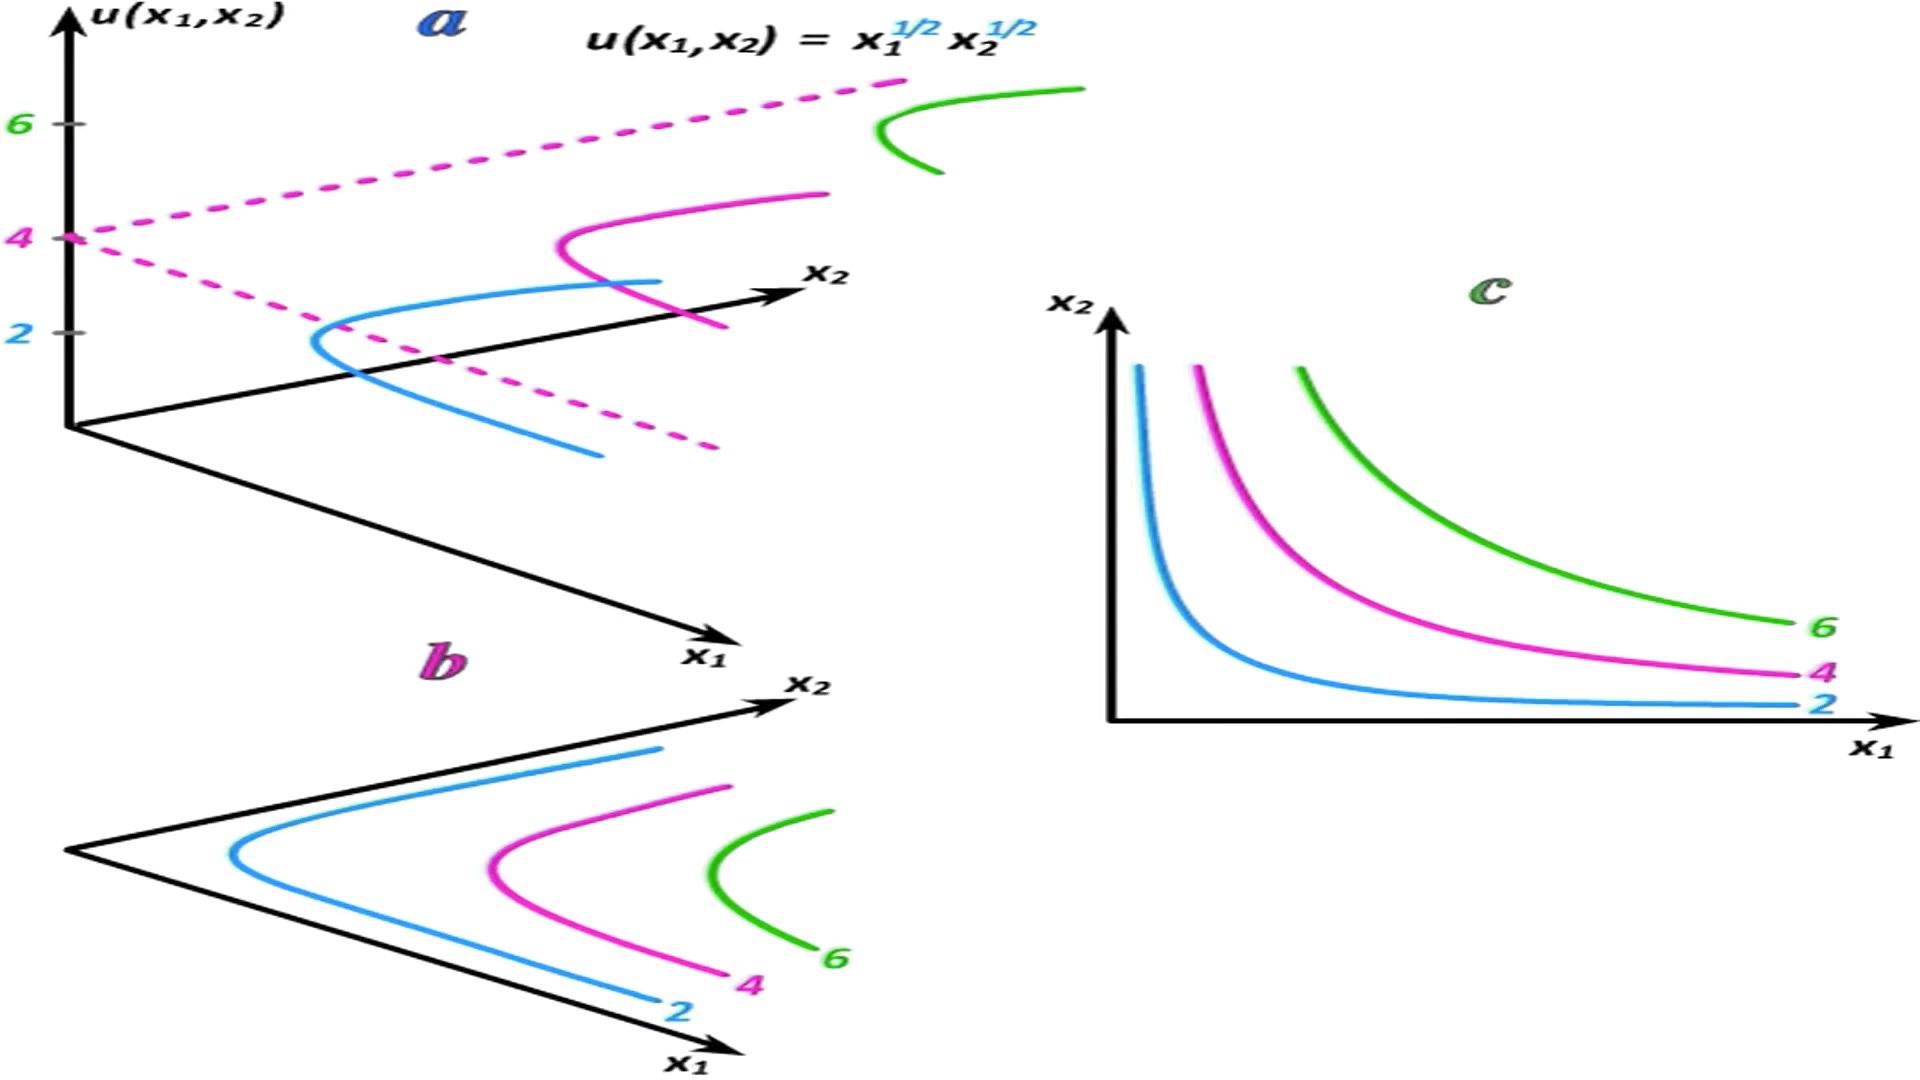 u(x₁,x₂)
a
u(x₁,x₂) = x₁^1/2 x₂^1/2
6
4
2
x₂
x₁
b
x₂
6
4
2
x₁
c
x₂
6
4
2
x₁